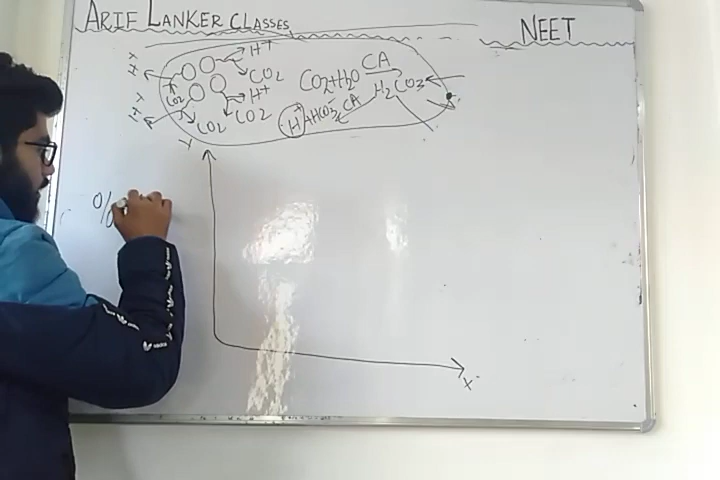 ARIF LANKER CLASSES
NEET
H+
CO2
H+
CO2
CO2
CO2
CO2+H2O CA H2CO3
H+ +HCO3- CA
Y
%
X